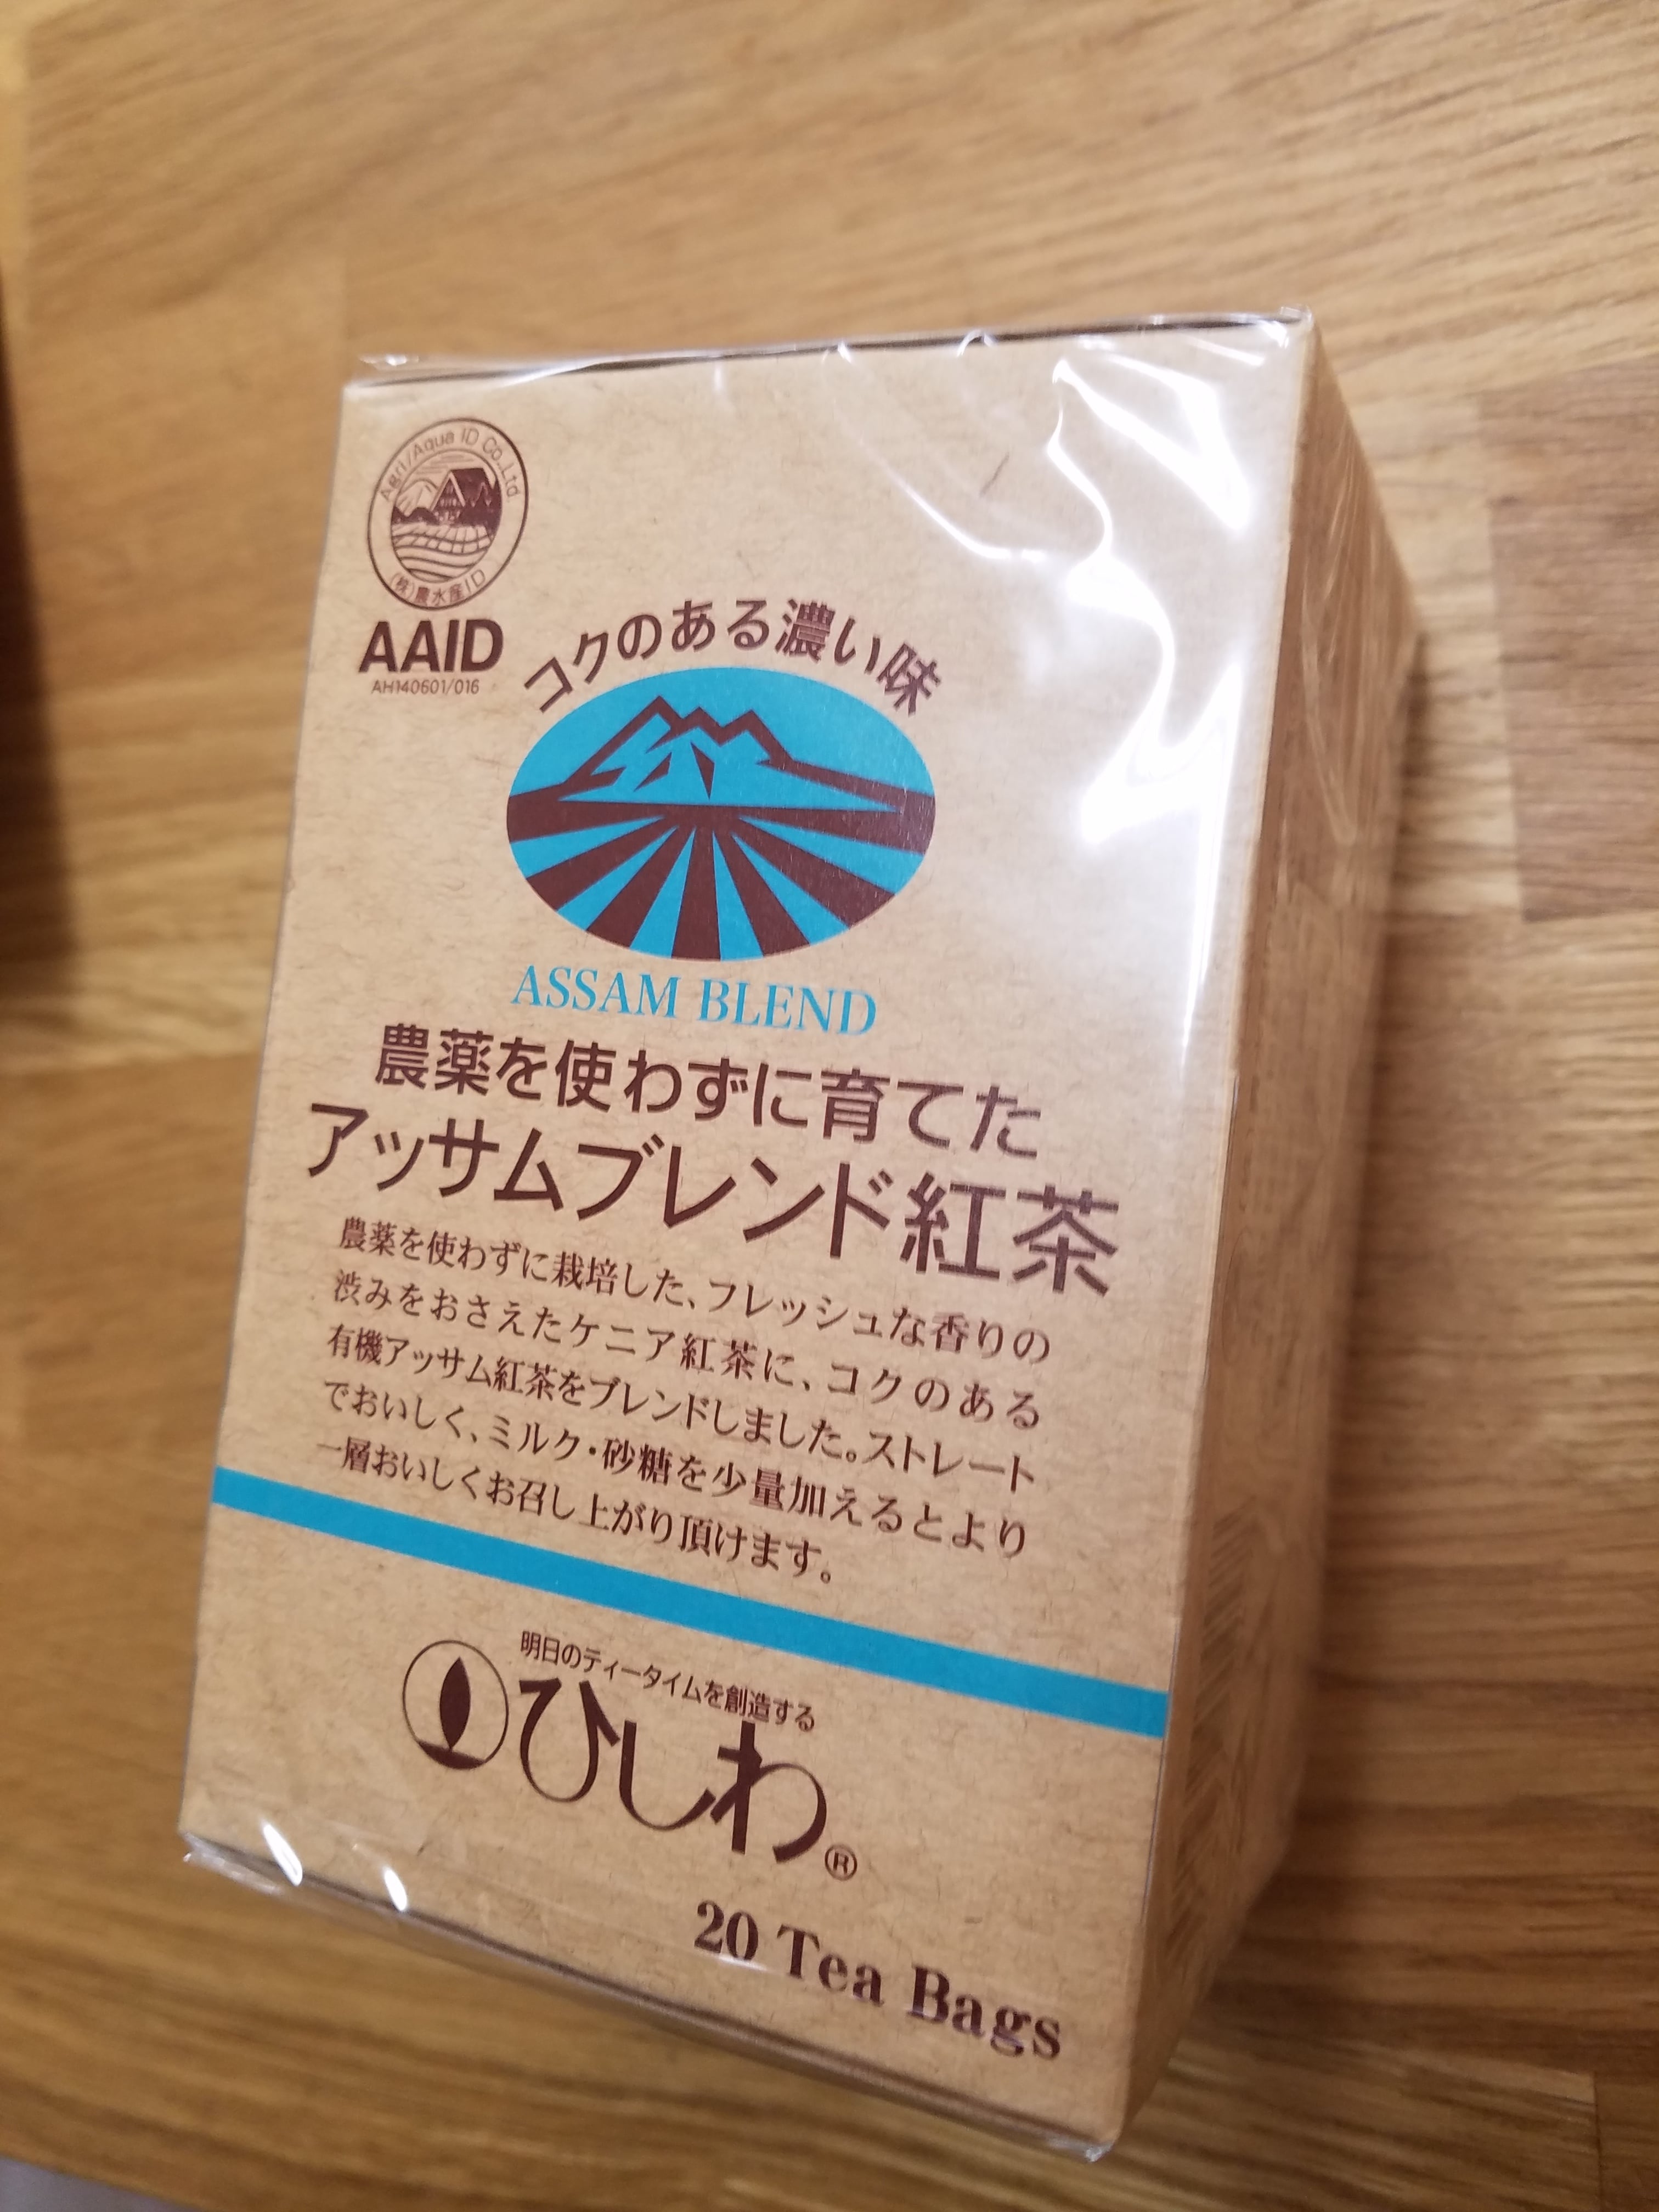 Agri/Aqua ID Co.,Ltd
(株)農水産ID
AAID
AH140601/016
コクのある濃い味
ASSAM BLEND
農薬を使わずに育てた
アッサムブレンド紅茶
農薬を使わずに栽培した、フレッシュな香りの
渋みをおさえたケニア紅茶に、コクのある
有機アッサム紅茶をブレンドしました。ストレート
でおいしく、ミルク・砂糖を少量加えるとより
一層おいしくお召し上がり頂けます。
明日のティータイムを創造する
ひしわ®
20 Tea Bags